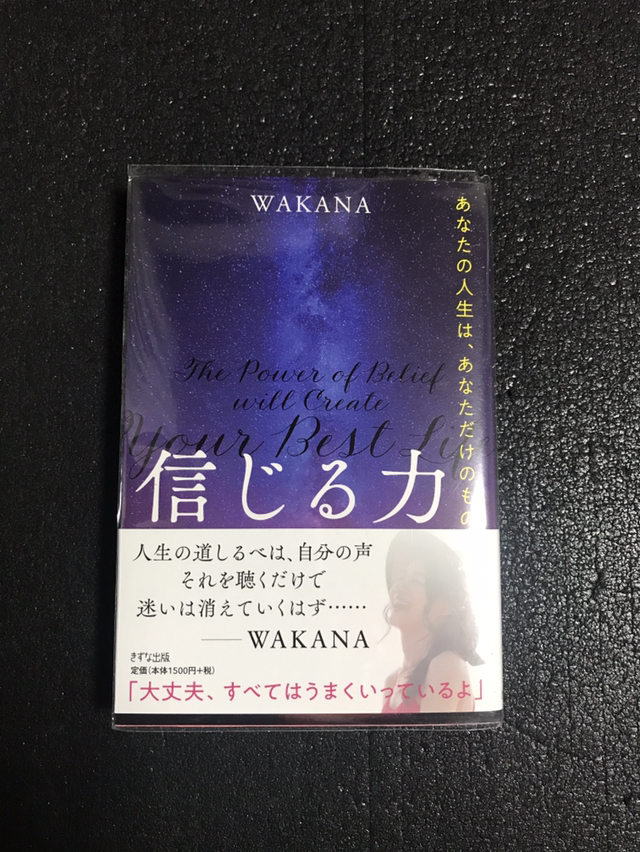 WAKANA
あなたの人生は、あなただけのもの
The Power of Belief
will Create
Your Best Life
信じる力
人生の道しるべは、自分の声
それを聴くだけで
迷いは消えていくはず……
──WAKANA
きずな出版
定価(本体1500円+税)
「大丈夫、すべてはうまくいっているよ」